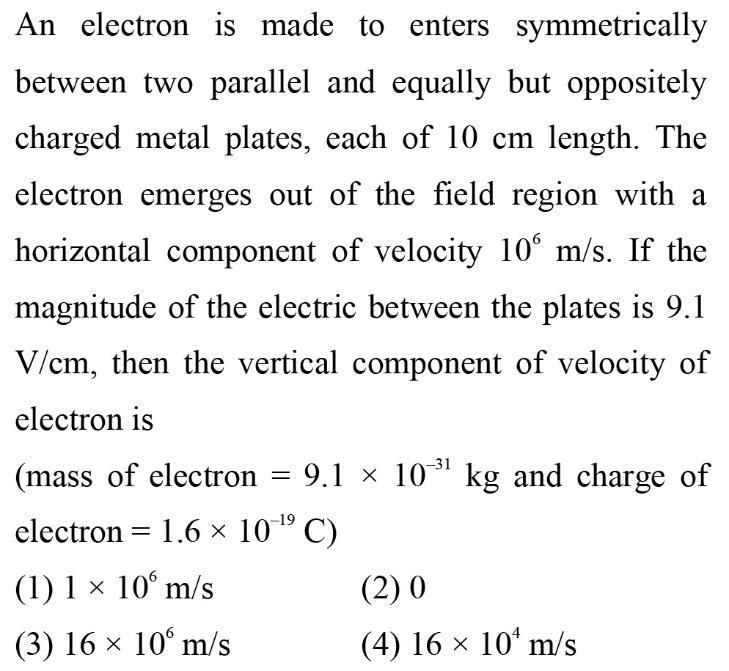 An electron is made to enters symmetrically
between two parallel and equally but oppositely
charged metal plates, each of 10 cm length. The
electron emerges out of the field region with a
horizontal component of velocity 10⁶ m/s. If the
magnitude of the electric between the plates is 9.1
V/cm, then the vertical component of velocity of
electron is
(mass of electron = 9.1 × 10⁻³¹ kg and charge of
electron = 1.6 × 10⁻¹⁹ C)
(1) 1 × 10⁶ m/s (2) 0
(3) 16 × 10⁶ m/s (4) 16 × 10⁴ m/s